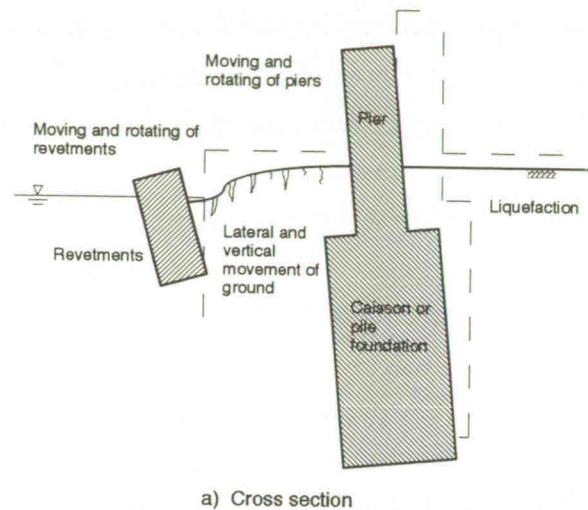 Moving and
rotating of piers
Pier
Moving and rotating of
revetments
Liquefaction
Lateral and
vertical
movement of
ground
Revetments
Caisson or
pile
foundation
a) Cross section